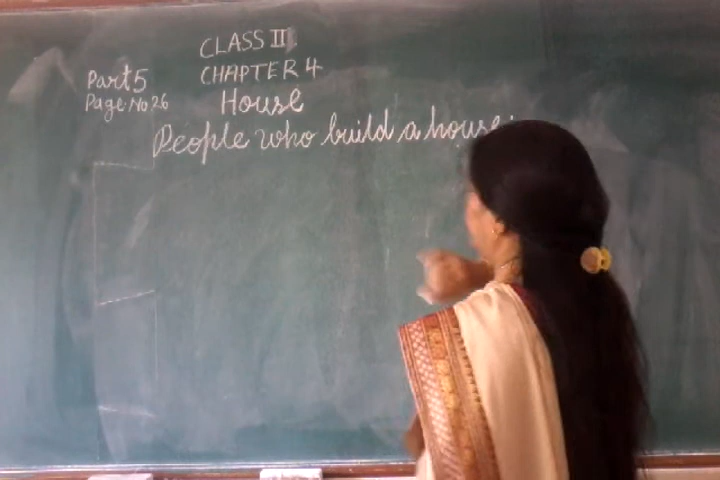 CLASS II
CHAPTER 4
Part 5
Page.No 26
House
People who build a house